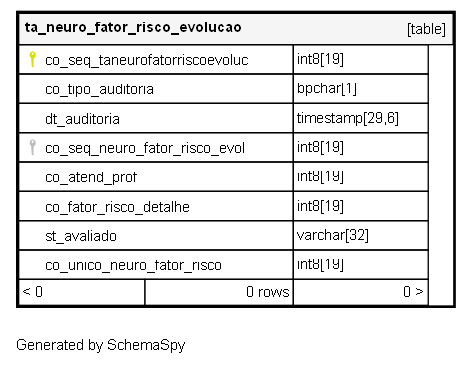 ta_neuro_fator_risco_evolucao [table]
co_seq_taneurofatorriscoevoluc int8[19]
co_tipo_auditoria bpchar[1]
dt_auditoria timestamp[29,6]
co_seq_neuro_fator_risco_evol int8[19]
co_atend_prof int8[19]
co_fator_risco_detalhe int8[19]
st_avaliado varchar[32]
co_unico_neuro_fator_risco int8[19]
< 0 0 rows 0 >
Generated by SchemaSpy